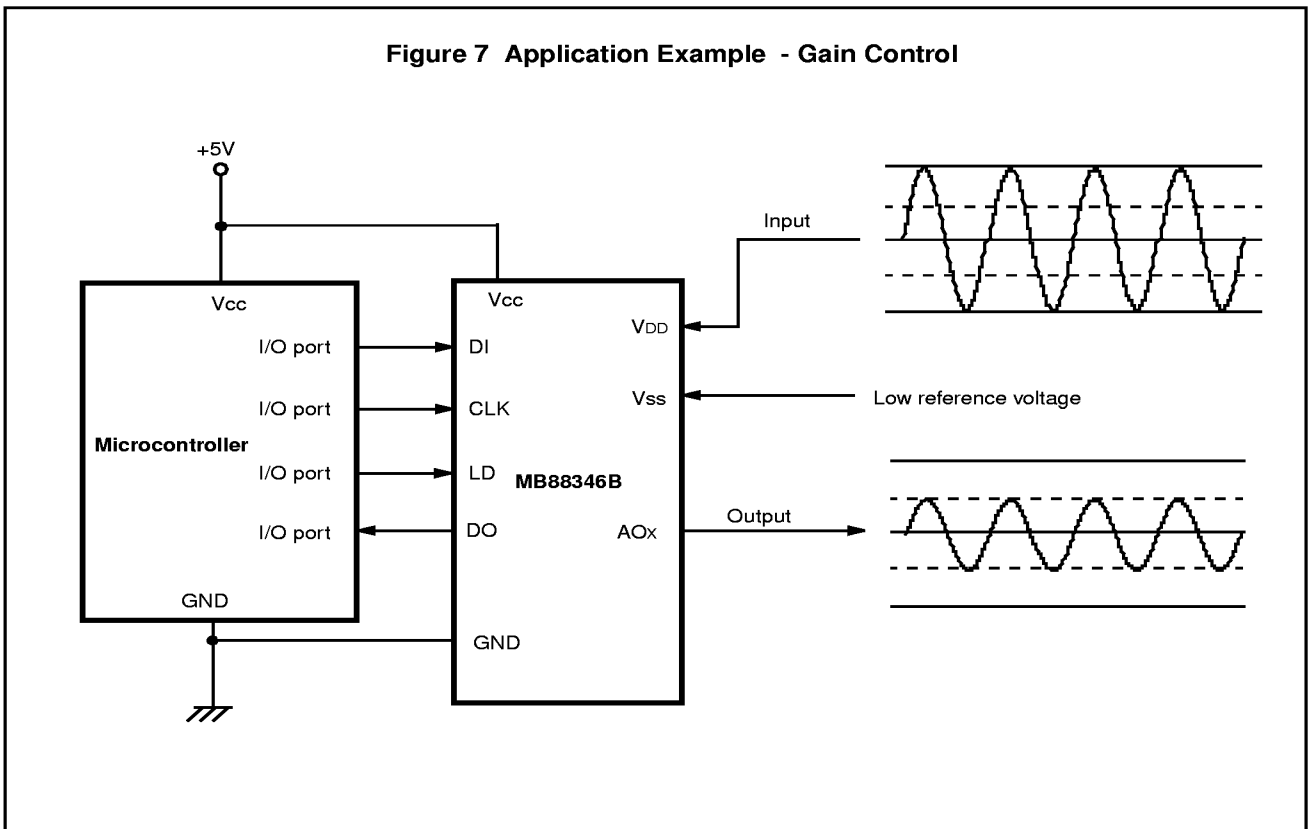 Figure 7 Application Example - Gain Control
+5V
Input
Vcc
Vcc
VDD
I/O port
DI
I/O port
CLK
Vss
Low reference voltage
Microcontroller
I/O port
LD
MB88346B
I/O port
DO
AOx
Output
GND
GND